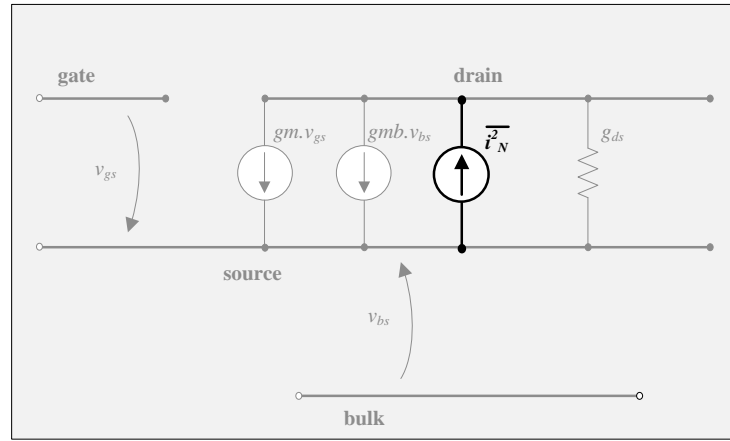 gate
drain
gm.v_gs
gmb.v_bs
i²_N
g_ds
v_gs
source
v_bs
bulk